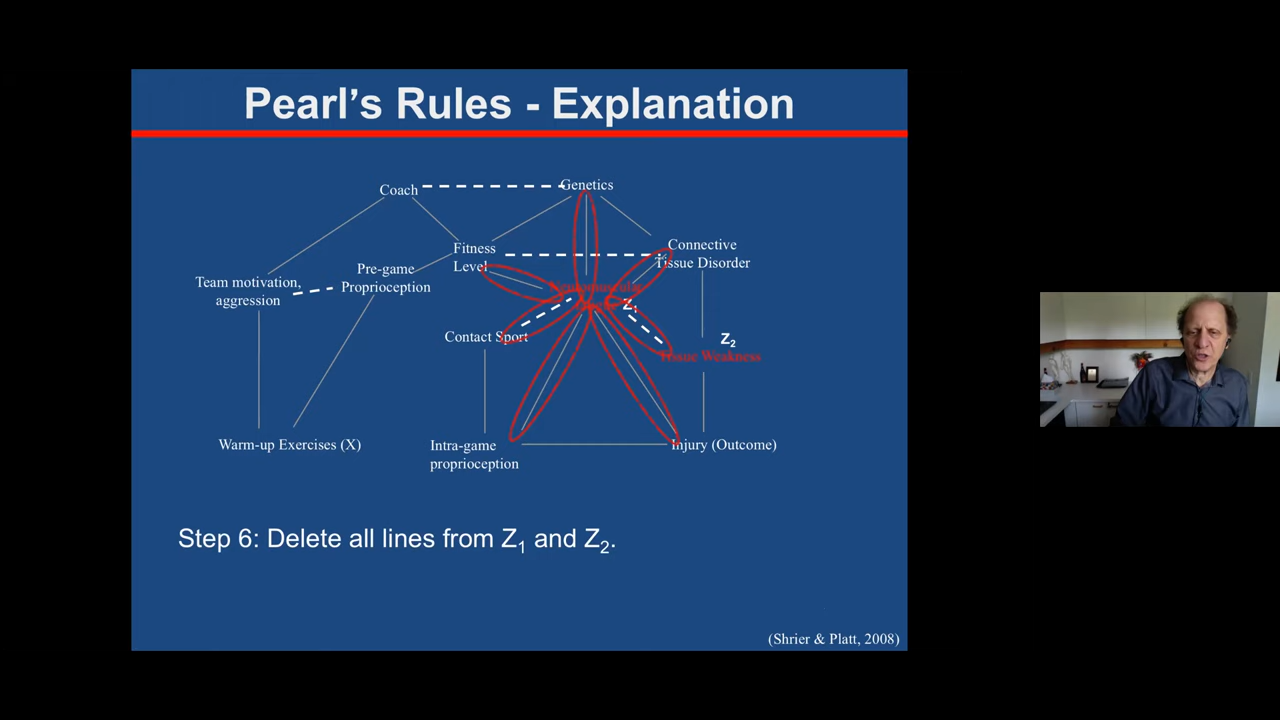 Pearl's Rules - Explanation
Coach
Genetics
Fitness
Level
Connective
Tissue Disorder
Pre-game
Proprioception
Team motivation,
aggression
Neuromuscular
Z1
Contact Sport
Z2
Tissue Weakness
Warm-up Exercises (X)
Intra-game
proprioception
Injury (Outcome)
Step 6: Delete all lines from Z1 and Z2.
(Shrier & Platt, 2008)